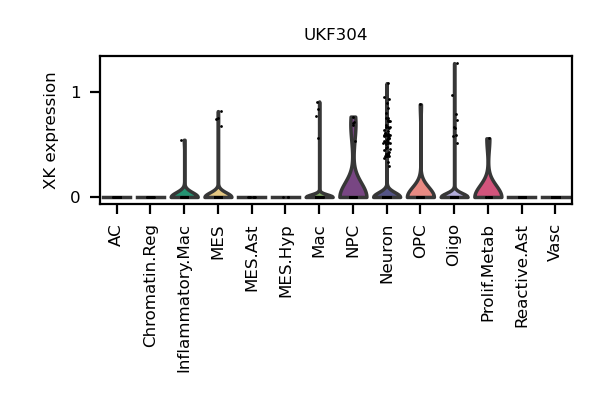 UKF304
XK expression
1
0
AC
Chromatin.Reg
Inflammatory.Mac
MES
MES.Ast
MES.Hyp
Mac
NPC
Neuron
OPC
Oligo
Prolif.Metab
Reactive.Ast
Vasc